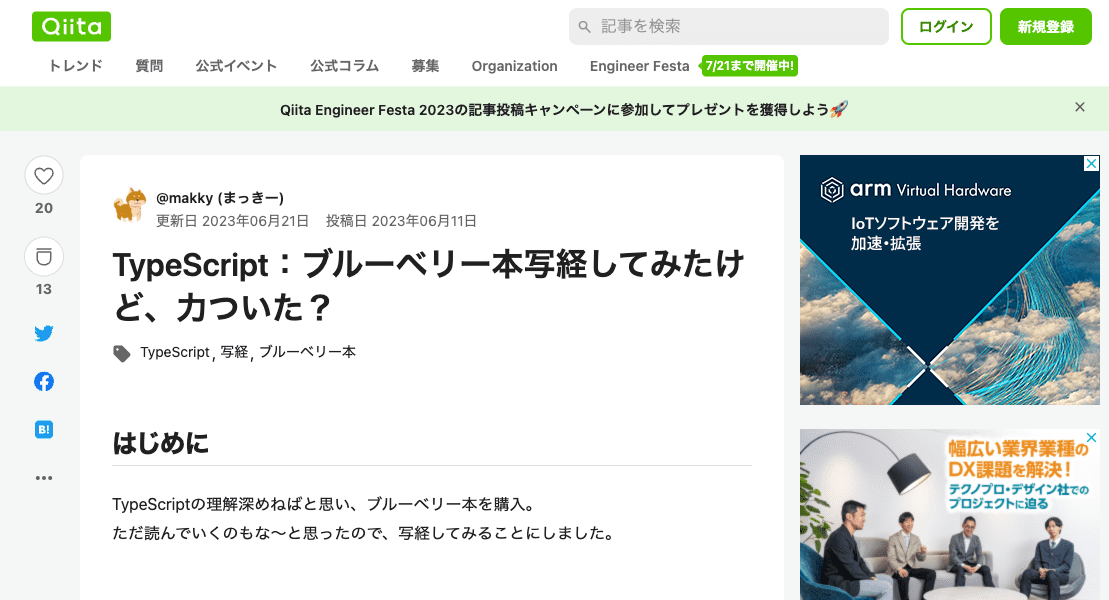 Qiita
記事を検索
ログイン
新規登録
トレンド 質問 公式イベント 公式コラム 募集 Organization Engineer Festa 7/21まで開催中!
Qiita Engineer Festa 2023の記事投稿キャンペーンに参加してプレゼントを獲得しよう🚀
20
13
B!
@makky (まっきー)
更新日 2023年06月21日 投稿日 2023年06月11日
TypeScript：ブルーベリー本写経してみたけ
ど、力ついた？
TypeScript, 写経, ブルーベリー本
はじめに
TypeScriptの理解深めねばと思い、ブルーベリー本を購入。
ただ読んでいくのもな〜と思ったので、写経してみることにしました。
arm Virtual Hardware
IoTソフトウェア開発を
加速・拡張
幅広い業界業種の
DX課題を解決！
テクノプロ・デザイン社での
プロジェクトに迫る